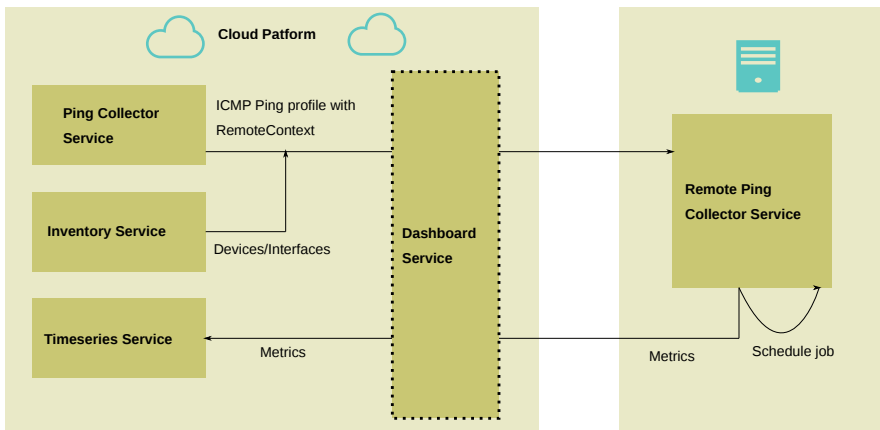 Cloud Patform
Ping Collector
Service
ICMP Ping profile with
RemoteContext
Inventory Service
Devices/Interfaces
Timeseries Service
Metrics
Dashboard
Service
Remote Ping
Collector Service
Metrics
Schedule job